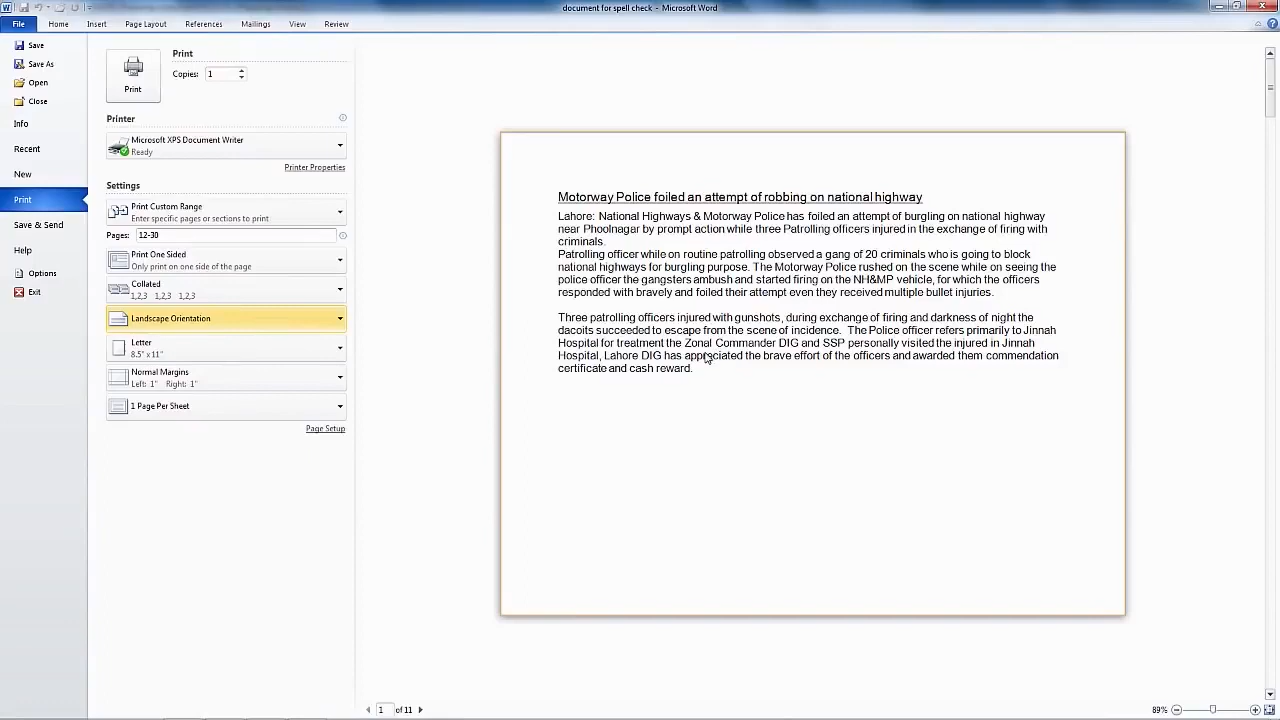 document for spell check - Microsoft Word
File Home Insert Page Layout References Mailings View Review
Save
Save As
Open
Close
Info
Recent
New
Print
Save & Send
Help
Options
Exit
Print
Print
Copies: 1
Printer
Microsoft XPS Document Writer
Ready
Printer Properties
Settings
Print Custom Range
Enter specific pages or sections to print
Pages: 12-30
Print One Sided
Only print on one side of the page
Collated
1,2,3 1,2,3 1,2,3
Landscape Orientation
Letter
8.5" x 11"
Normal Margins
Left: 1" Right: 1"
1 Page Per Sheet
Page Setup
Motorway Police foiled an attempt of robbing on national highway
Lahore: National Highways & Motorway Police has foiled an attempt of burgling on national highway
near Phoolnagar by prompt action while three Patrolling officers injured in the exchange of firing with
criminals.
Patrolling officer while on routine patrolling observed a gang of 20 criminals who is going to block
national highways for burgling purpose. The Motorway Police rushed on the scene while on seeing the
police officer the gangsters ambush and started firing on the NH&MP vehicle, for which the officers
responded with bravely and foiled their attempt even they received multiple bullet injuries.
Three patrolling officers injured with gunshots, during exchange of firing and darkness of night the
dacoits succeeded to escape from the scene of incidence. The Police officer refers primarily to Jinnah
Hospital for treatment the Zonal Commander DIG and SSP personally visited the injured in Jinnah
Hospital, Lahore DIG has appreciated the brave effort of the officers and awarded them commendation
certificate and cash reward.
1 of 11
89%